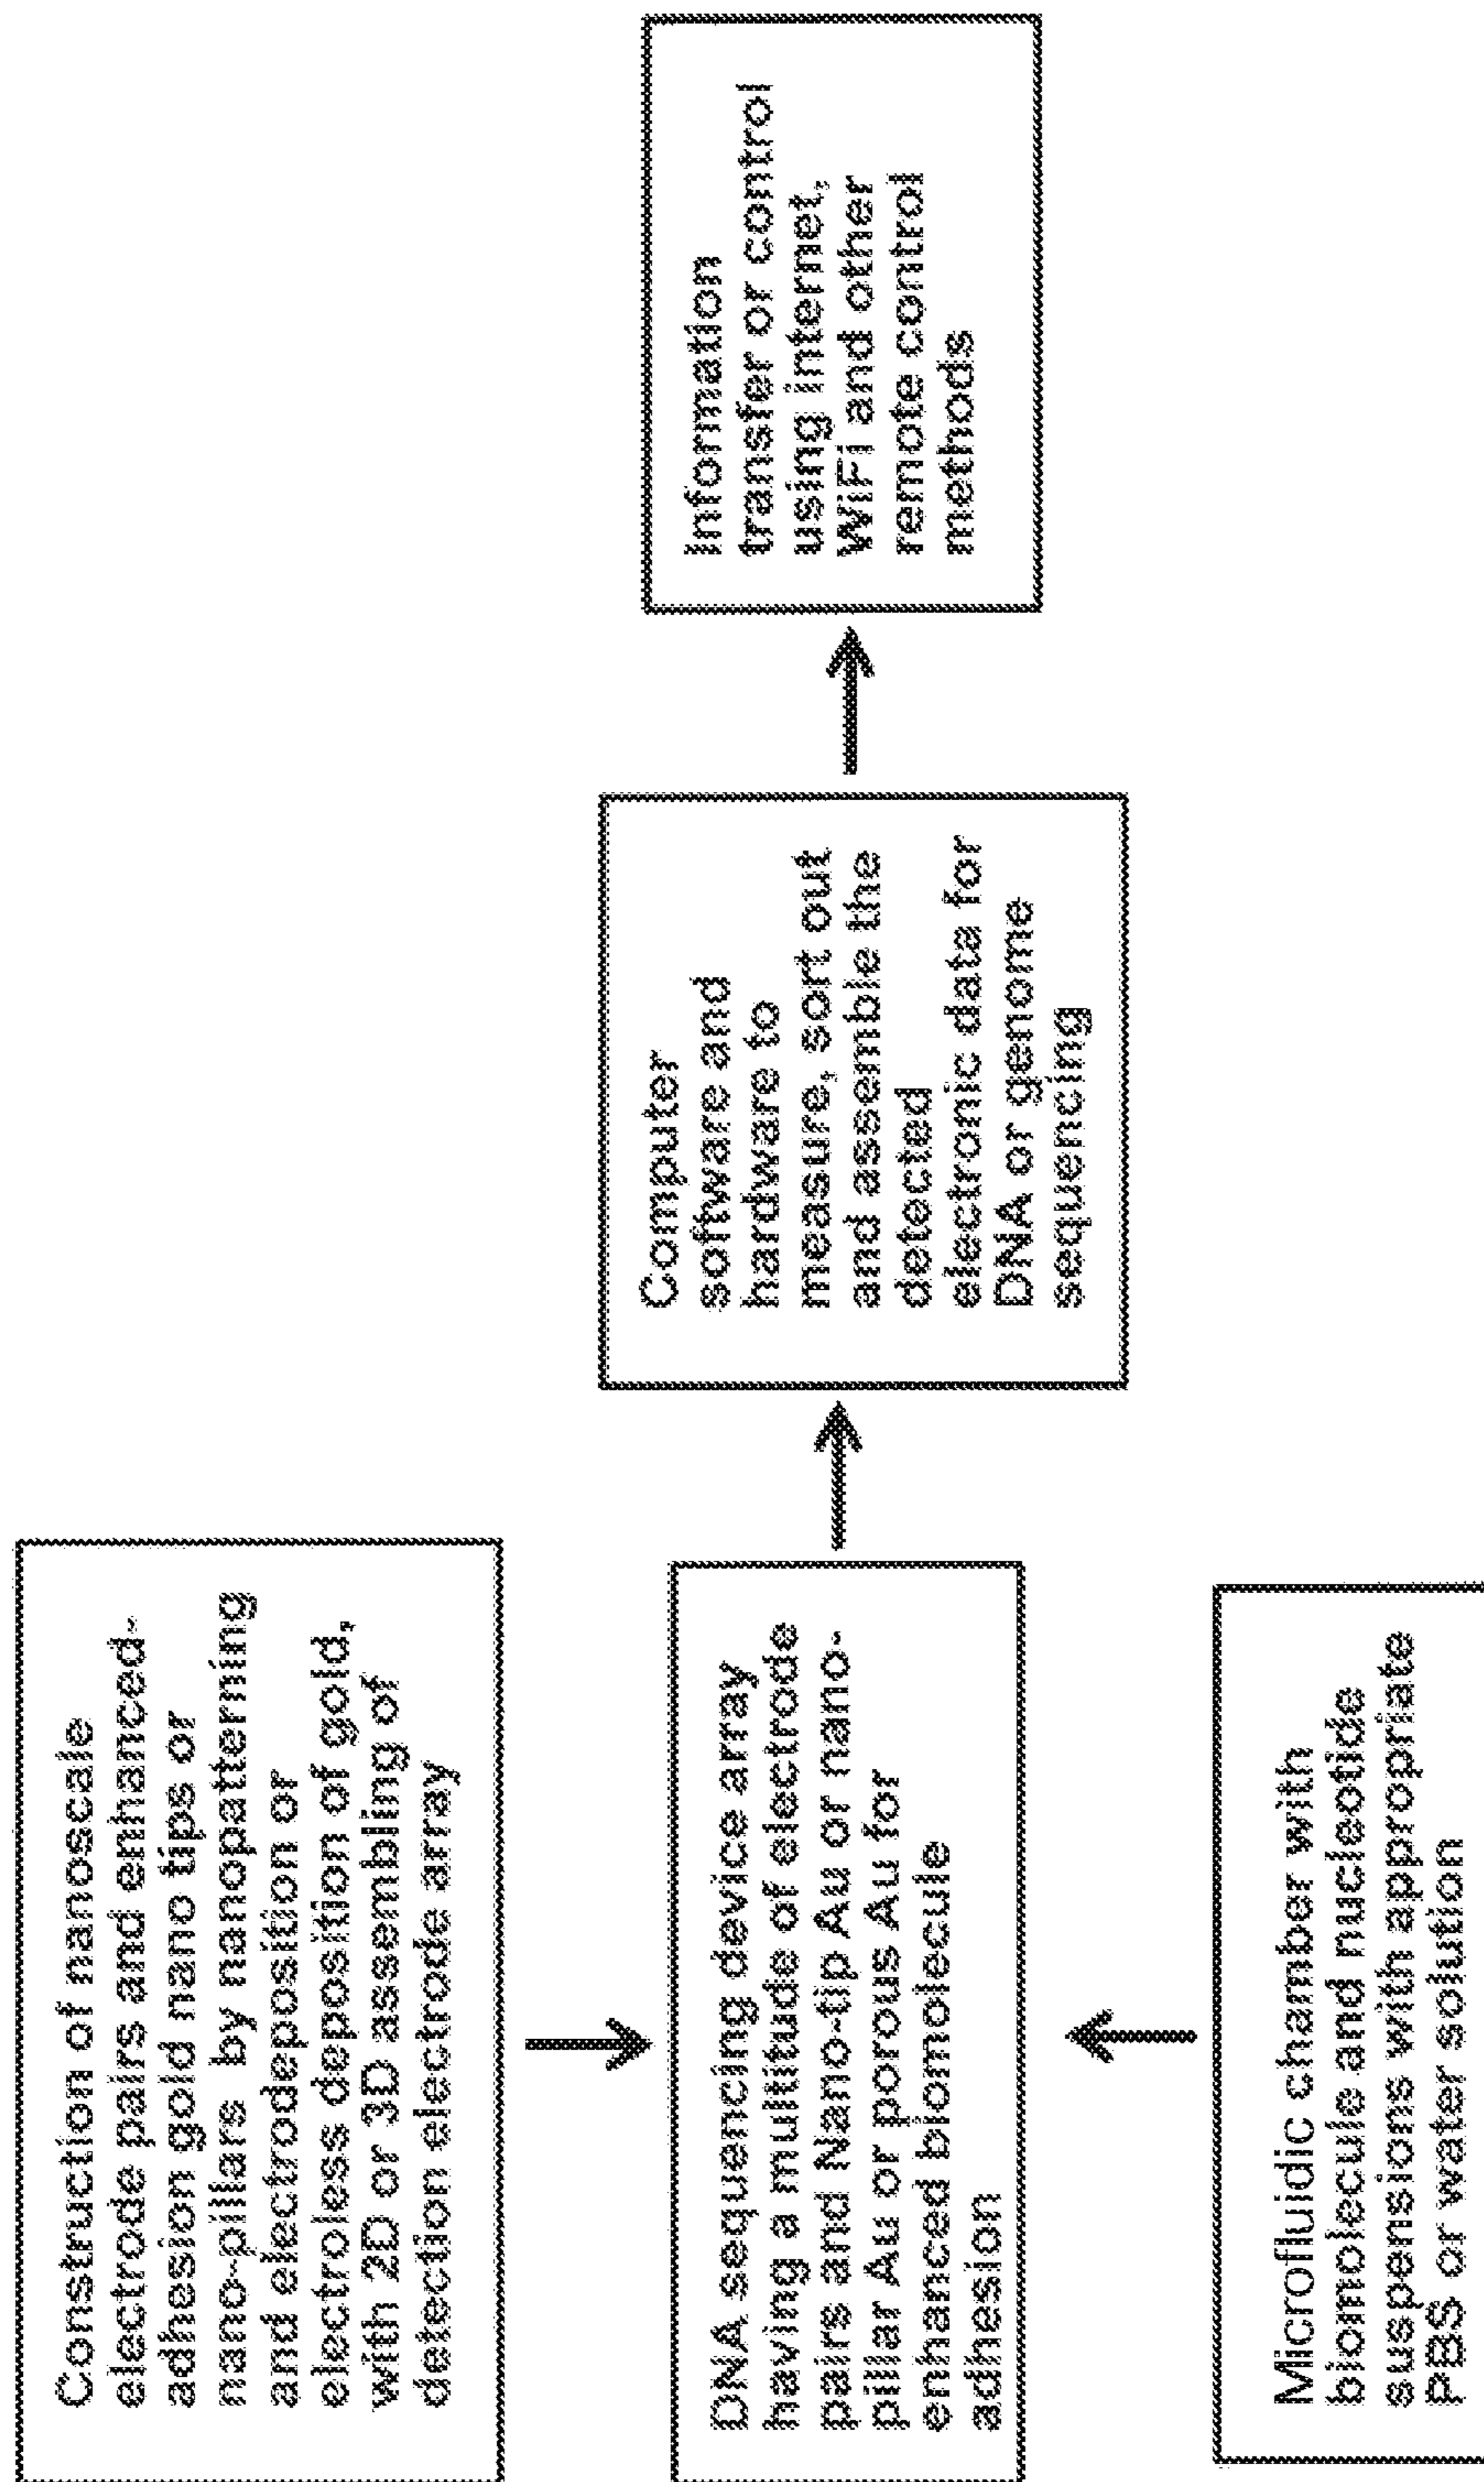 Construction of nanoscale
electrode pairs and enhanced-
adhesion gold nano tips or
nano-pillars by nanopatterning
and electrodeposition or
electroless deposition of gold,
with 2D or 3D assembling of
detection electrode array
DNA sequencing device array
having a multitude of electrode
pairs and Nano-tip Au or nano-
pillar Au or porous Au for
enhanced biomolecule
adhesion
Microfluidic chamber with
biomolecule and nucleotide
suspensions with appropriate
PBS or water solution
Computer
software and
hardware to
measure, sort out
and assemble the
detected
electronic data for
DNA or genome
sequencing
Information
transfer or control
using internet,
WiFi and other
remote control
methods